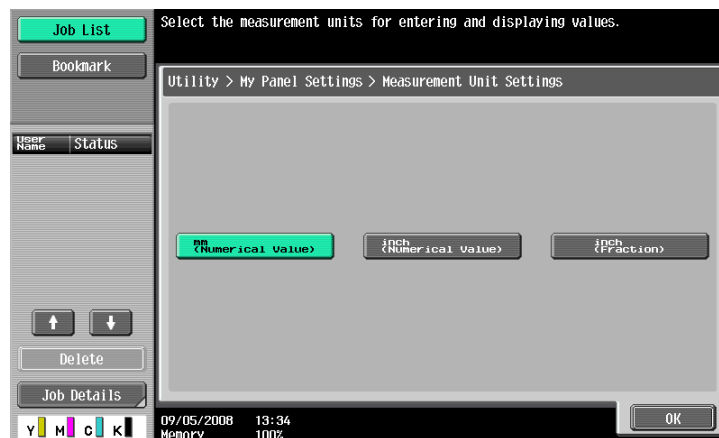 Job List
Select the measurement units for entering and displaying values.
Bookmark
Utility > My Panel Settings > Measurement Unit Settings
User Name
Status
mm
(Numerical Value)
inch
(Numerical Value)
inch
(Fraction)
Delete
Job Details
Y M C K
09/05/2008 13:34
Memory 100%
OK